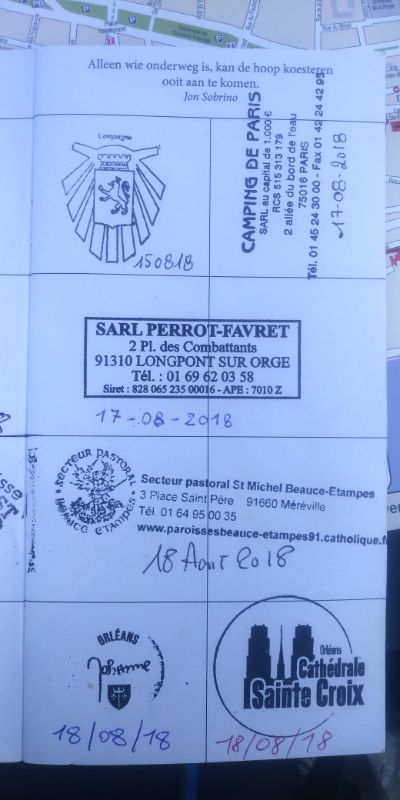 Alleen wie onderweg is, kan de hoop koesteren
ooit aan te komen.
Jon Sobrino
Compiègne
150818
CAMPING DE PARIS
SARL au capital de 1.000 €
RCS 515 313 179
2 allée du bord de l'eau
75016 PARIS
Tél. 01 45 24 30 00 - Fax 01 42 24 42 95
17-08-2018
SARL PERROT-FAVRET
2 Pl. des Combattants
91310 LONGPONT SUR ORGE
Tél. : 01 69 62 03 58
Siret : 828 065 235 00016 - APE : 7010 Z
17-08-2018
SECTEUR PASTORAL
ETAMPES
Secteur pastoral St Michel Beauce-Etampes
3 Place Saint Père 91660 Méréville
Tél. 01 64 95 00 35
www.paroissesbeauce-etampes91.catholique.f
18 Aout 2018
ORLÉANS
Johanne
18/08/18
Orléans
Cathédrale
Sainte Croix
18/08/18